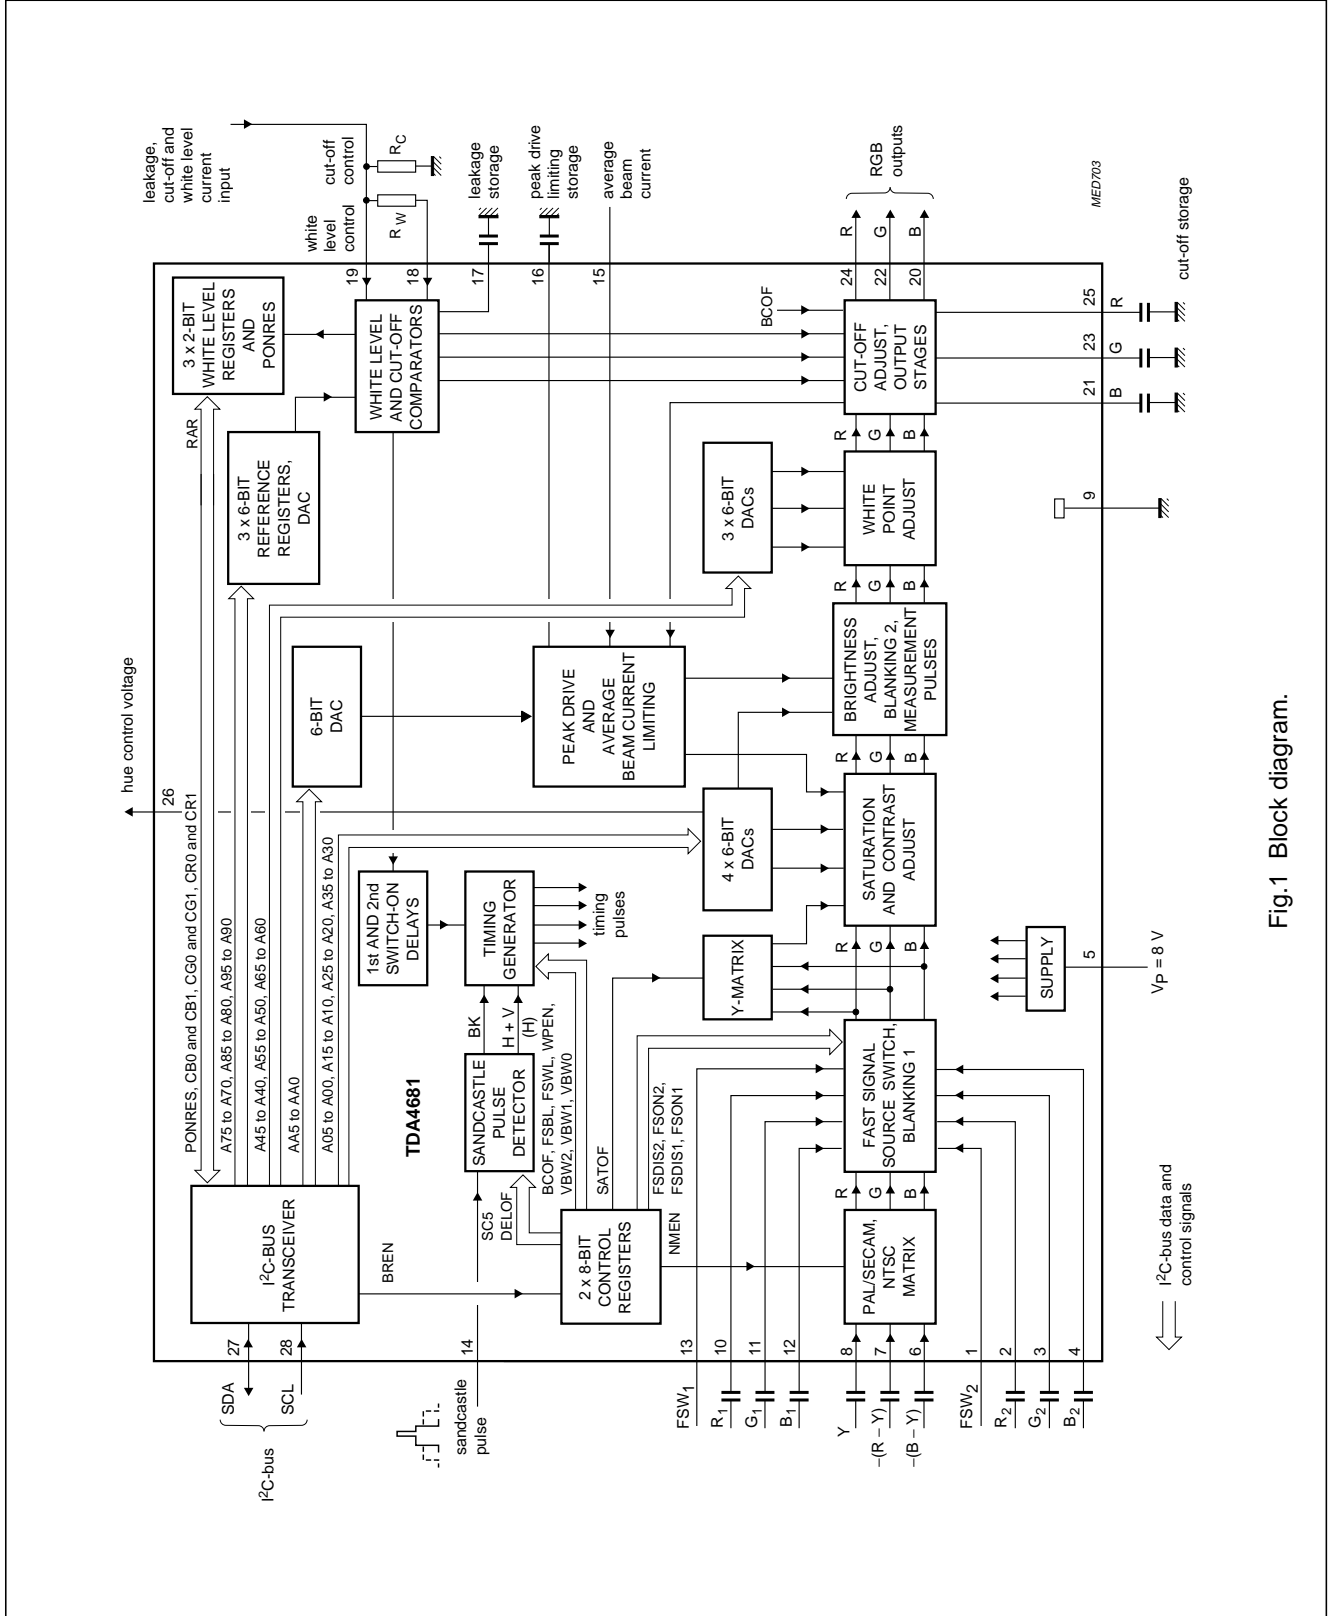 I²C-bus
SDA
SCL
27
28
I²C-BUS
TRANSCEIVER
PONRES, CB0 and CB1, CG0 and CG1, CR0 and CR1
A75 to A70, A85 to A80, A95 to A90
A45 to A40, A55 to A50, A65 to A60
AA5 to AA0
A05 to A00, A15 to A10, A25 to A20, A35 to A30
26
hue control voltage
RAR
3 x 2-BIT
WHITE LEVEL
REGISTERS
AND
PONRES
3 x 6-BIT
REFERENCE
REGISTERS,
DAC
6-BIT
DAC
leakage,
cut-off and
white level
current
input
white
level
control
cut-off
control
RW
RC
19
18
WHITE LEVEL
AND CUT-OFF
COMPARATORS
17
leakage
storage
16
peak drive
limiting
storage
15
average
beam
current
TDA4681
BREN
1st AND 2nd
SWITCH-ON
DELAYS
sandcastle
pulse
14
SC5
DELOF
SANDCASTLE
PULSE
DETECTOR
BK
H + V
(H)
TIMING
GENERATOR
timing
pulses
BCOF, FSBL, FSWL, WPEN,
VBW2, VBW1, VBW0
SATOF
FSDIS2, FSON2,
FSDIS1, FSON1
2 x 8-BIT
CONTROL
REGISTERS
NMEN
PEAK DRIVE
AND
AVERAGE
BEAM CURRENT
LIMITING
Y-MATRIX
4 x 6-BIT
DACs
3 x 6-BIT
DACs
BCOF
FSW1
13
R1
10
G1
11
B1
12
Y
8
–(R – Y)
7
–(B – Y)
6
FSW2
1
R2
2
G2
3
B2
4
PAL/SECAM,
NTSC
MATRIX
R
G
B
FAST SIGNAL
SOURCE SWITCH,
BLANKING 1
R
G
B
SATURATION
AND CONTRAST
ADJUST
R
G
B
BRIGHTNESS
ADJUST,
BLANKING 2,
MEASUREMENT
PULSES
R
G
B
WHITE
POINT
ADJUST
R
G
B
CUT-OFF
ADJUST,
OUTPUT
STAGES
24
22
20
R
G
B
RGB
outputs
SUPPLY
5
VP = 8 V
9
21
23
25
B
G
R
cut-off storage
MED703
I²C-bus data and
control signals
Fig.1 Block diagram.